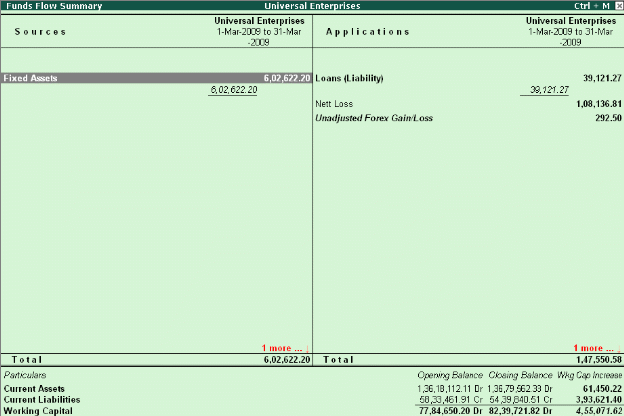 Funds Flow Summary Universal Enterprises Ctrl + M
Sources Universal Enterprises Applications Universal Enterprises
1-Mar-2009 to 31-Mar 1-Mar-2009 to 31-Mar
-2009 -2009
Fixed Assets 6,02,622.20 Loans (Liability) 39,121.27
6,02,622.20 39,121.27
Nett Loss 1,08,136.81
Unadjusted Forex Gain/Loss 292.50
1 more ... 1 more ...
Total 6,02,622.20 Total 1,47,550.58
Particulars Opening Balance Closing Balance Wkg Cap Increase
Current Assets 1,36,18,112.11 Dr 1,36,79,562.33 Dr 61,450.22
Current Liabilities 58,33,461.91 Cr 54,39,840.51 Cr 3,93,621.40
Working Capital 77,84,650.20 Dr 82,39,721.82 Dr 4,55,071.62